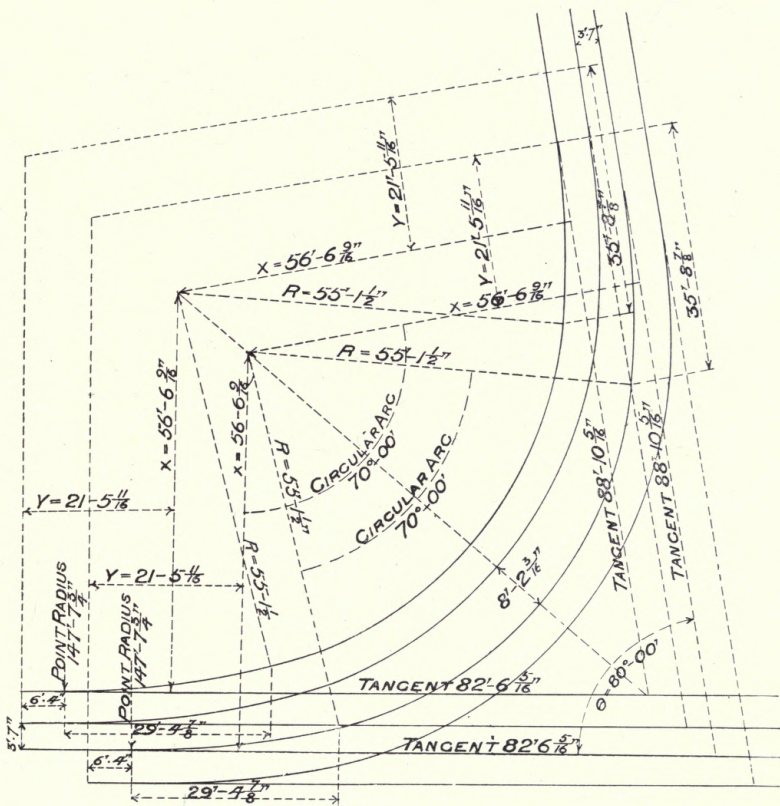 3'-7"
Y=21'-5 11/16"
Y=21'-5 11/16"
X=56'-6 9/16"
35'-8 7/8"
35'-8 7/8"
R=55'-1 1/2"
X=56'-6 9/16"
R=55'-1 1/2"
X=56'-6 9/16"
X=56-6 9/16
CIRCULAR ARC
70°-00'
CIRCULAR ARC
70°-00'
R=55'-1 1/2"
R=55-1 1/2
Y=21-5 11/16
Y=21-5 11/16
TANGENT 88'-10 5/16"
TANGENT 88'-10 5/16"
8'-2 3/16"
θ=80°-00'
POINT RADIUS
147'-7 3/4"
POINT RADIUS
147'-7 3/4"
TANGENT 82'-6 5/16"
6'-4"
3'-7"
29'-4 7/8"
TANGENT 82'6 5/16"
6'-4"
29'-4 7/8"